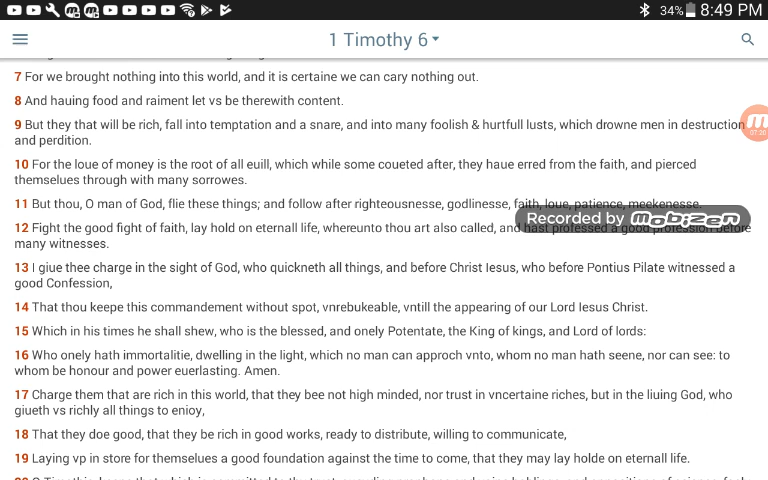 34% 8:49 PM
1 Timothy 6
7 For we brought nothing into this world, and it is certaine we can cary nothing out.
8 And hauing food and raiment let vs be therewith content.
9 But they that will be rich, fall into temptation and a snare, and into many foolish & hurtfull lusts, which drowne men in destruction
and perdition.
07:20
10 For the loue of money is the root of all euill, which while some coueted after, they haue erred from the faith, and pierced
themselues through with many sorrowes.
11 But thou, O man of God, flie these things; and follow after righteousnesse, godlinesse, faith, loue, patience, meekenesse.
Recorded by Mobizen
12 Fight the good fight of faith, lay hold on eternall life, whereunto thou art also called, and hast professed a good profession before
many witnesses.
13 I giue thee charge in the sight of God, who quickneth all things, and before Christ Iesus, who before Pontius Pilate witnessed a
good Confession,
14 That thou keepe this commandement without spot, vnrebukeable, vntill the appearing of our Lord Iesus Christ.
15 Which in his times he shall shew, who is the blessed, and onely Potentate, the King of kings, and Lord of lords:
16 Who onely hath immortalitie, dwelling in the light, which no man can approch vnto, whom no man hath seene, nor can see: to
whom be honour and power euerlasting. Amen.
17 Charge them that are rich in this world, that they bee not high minded, nor trust in vncertaine riches, but in the liuing God, who
giueth vs richly all things to enioy,
18 That they doe good, that they be rich in good works, ready to distribute, willing to communicate,
19 Laying vp in store for themselues a good foundation against the time to come, that they may lay holde on eternall life.